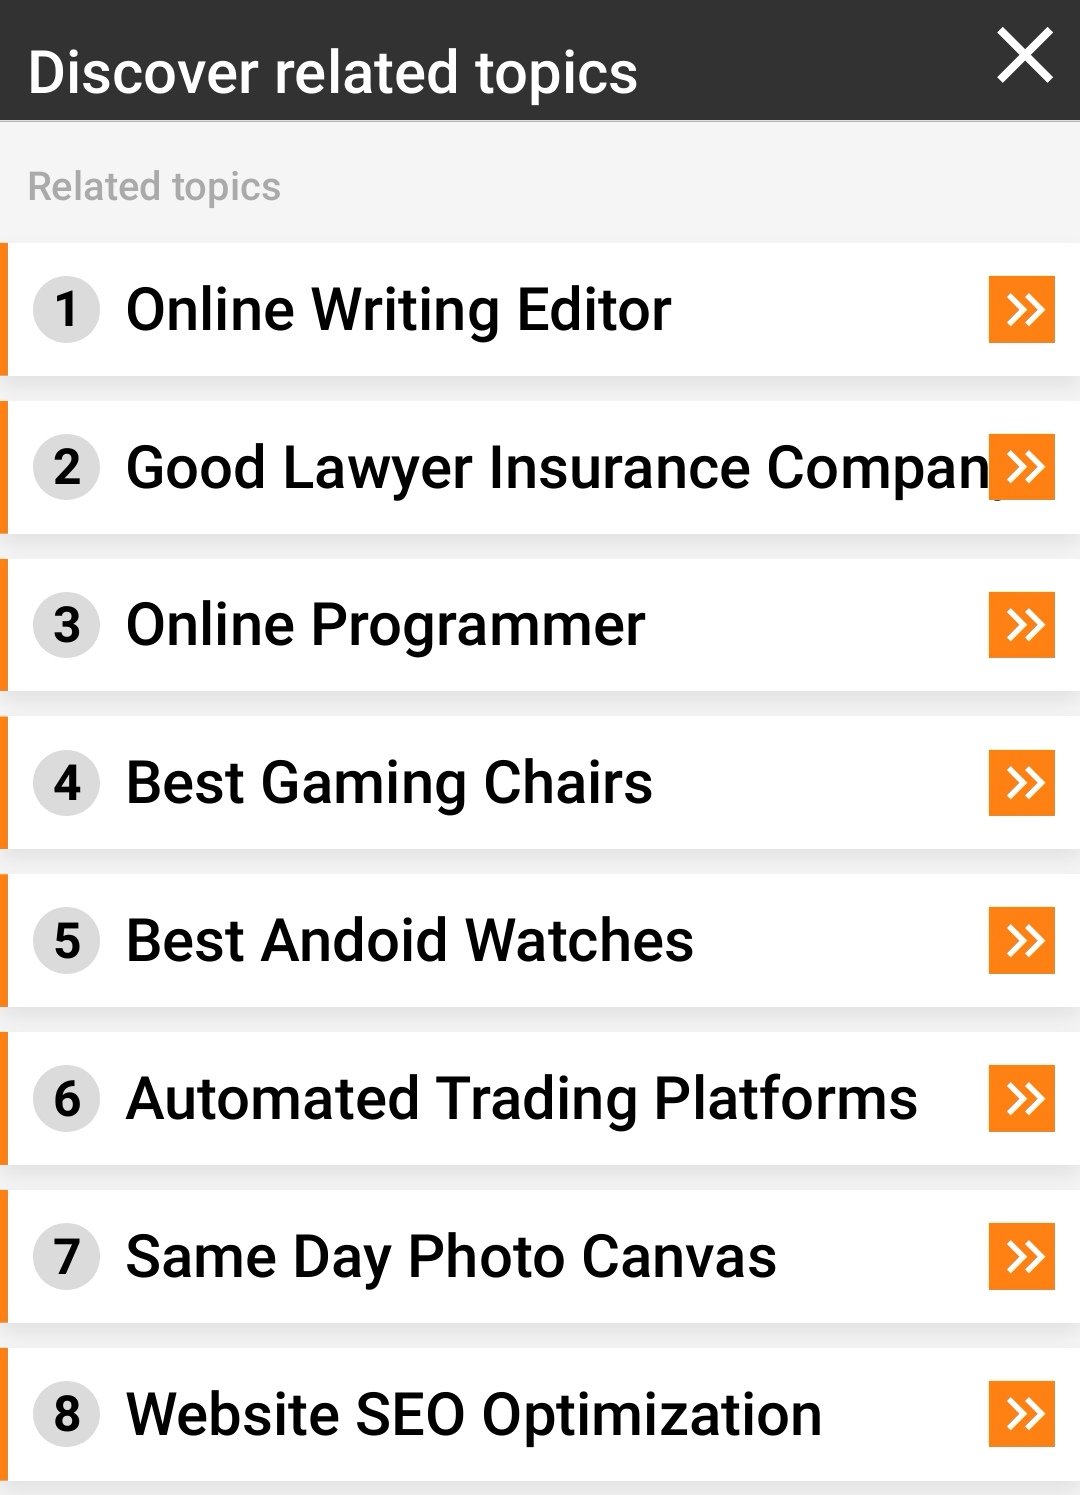 Discover related topics
Related topics
1 Online Writing Editor
2 Good Lawyer Insurance Compan
3 Online Programmer
4 Best Gaming Chairs
5 Best Andoid Watches
6 Automated Trading Platforms
7 Same Day Photo Canvas
8 Website SEO Optimization